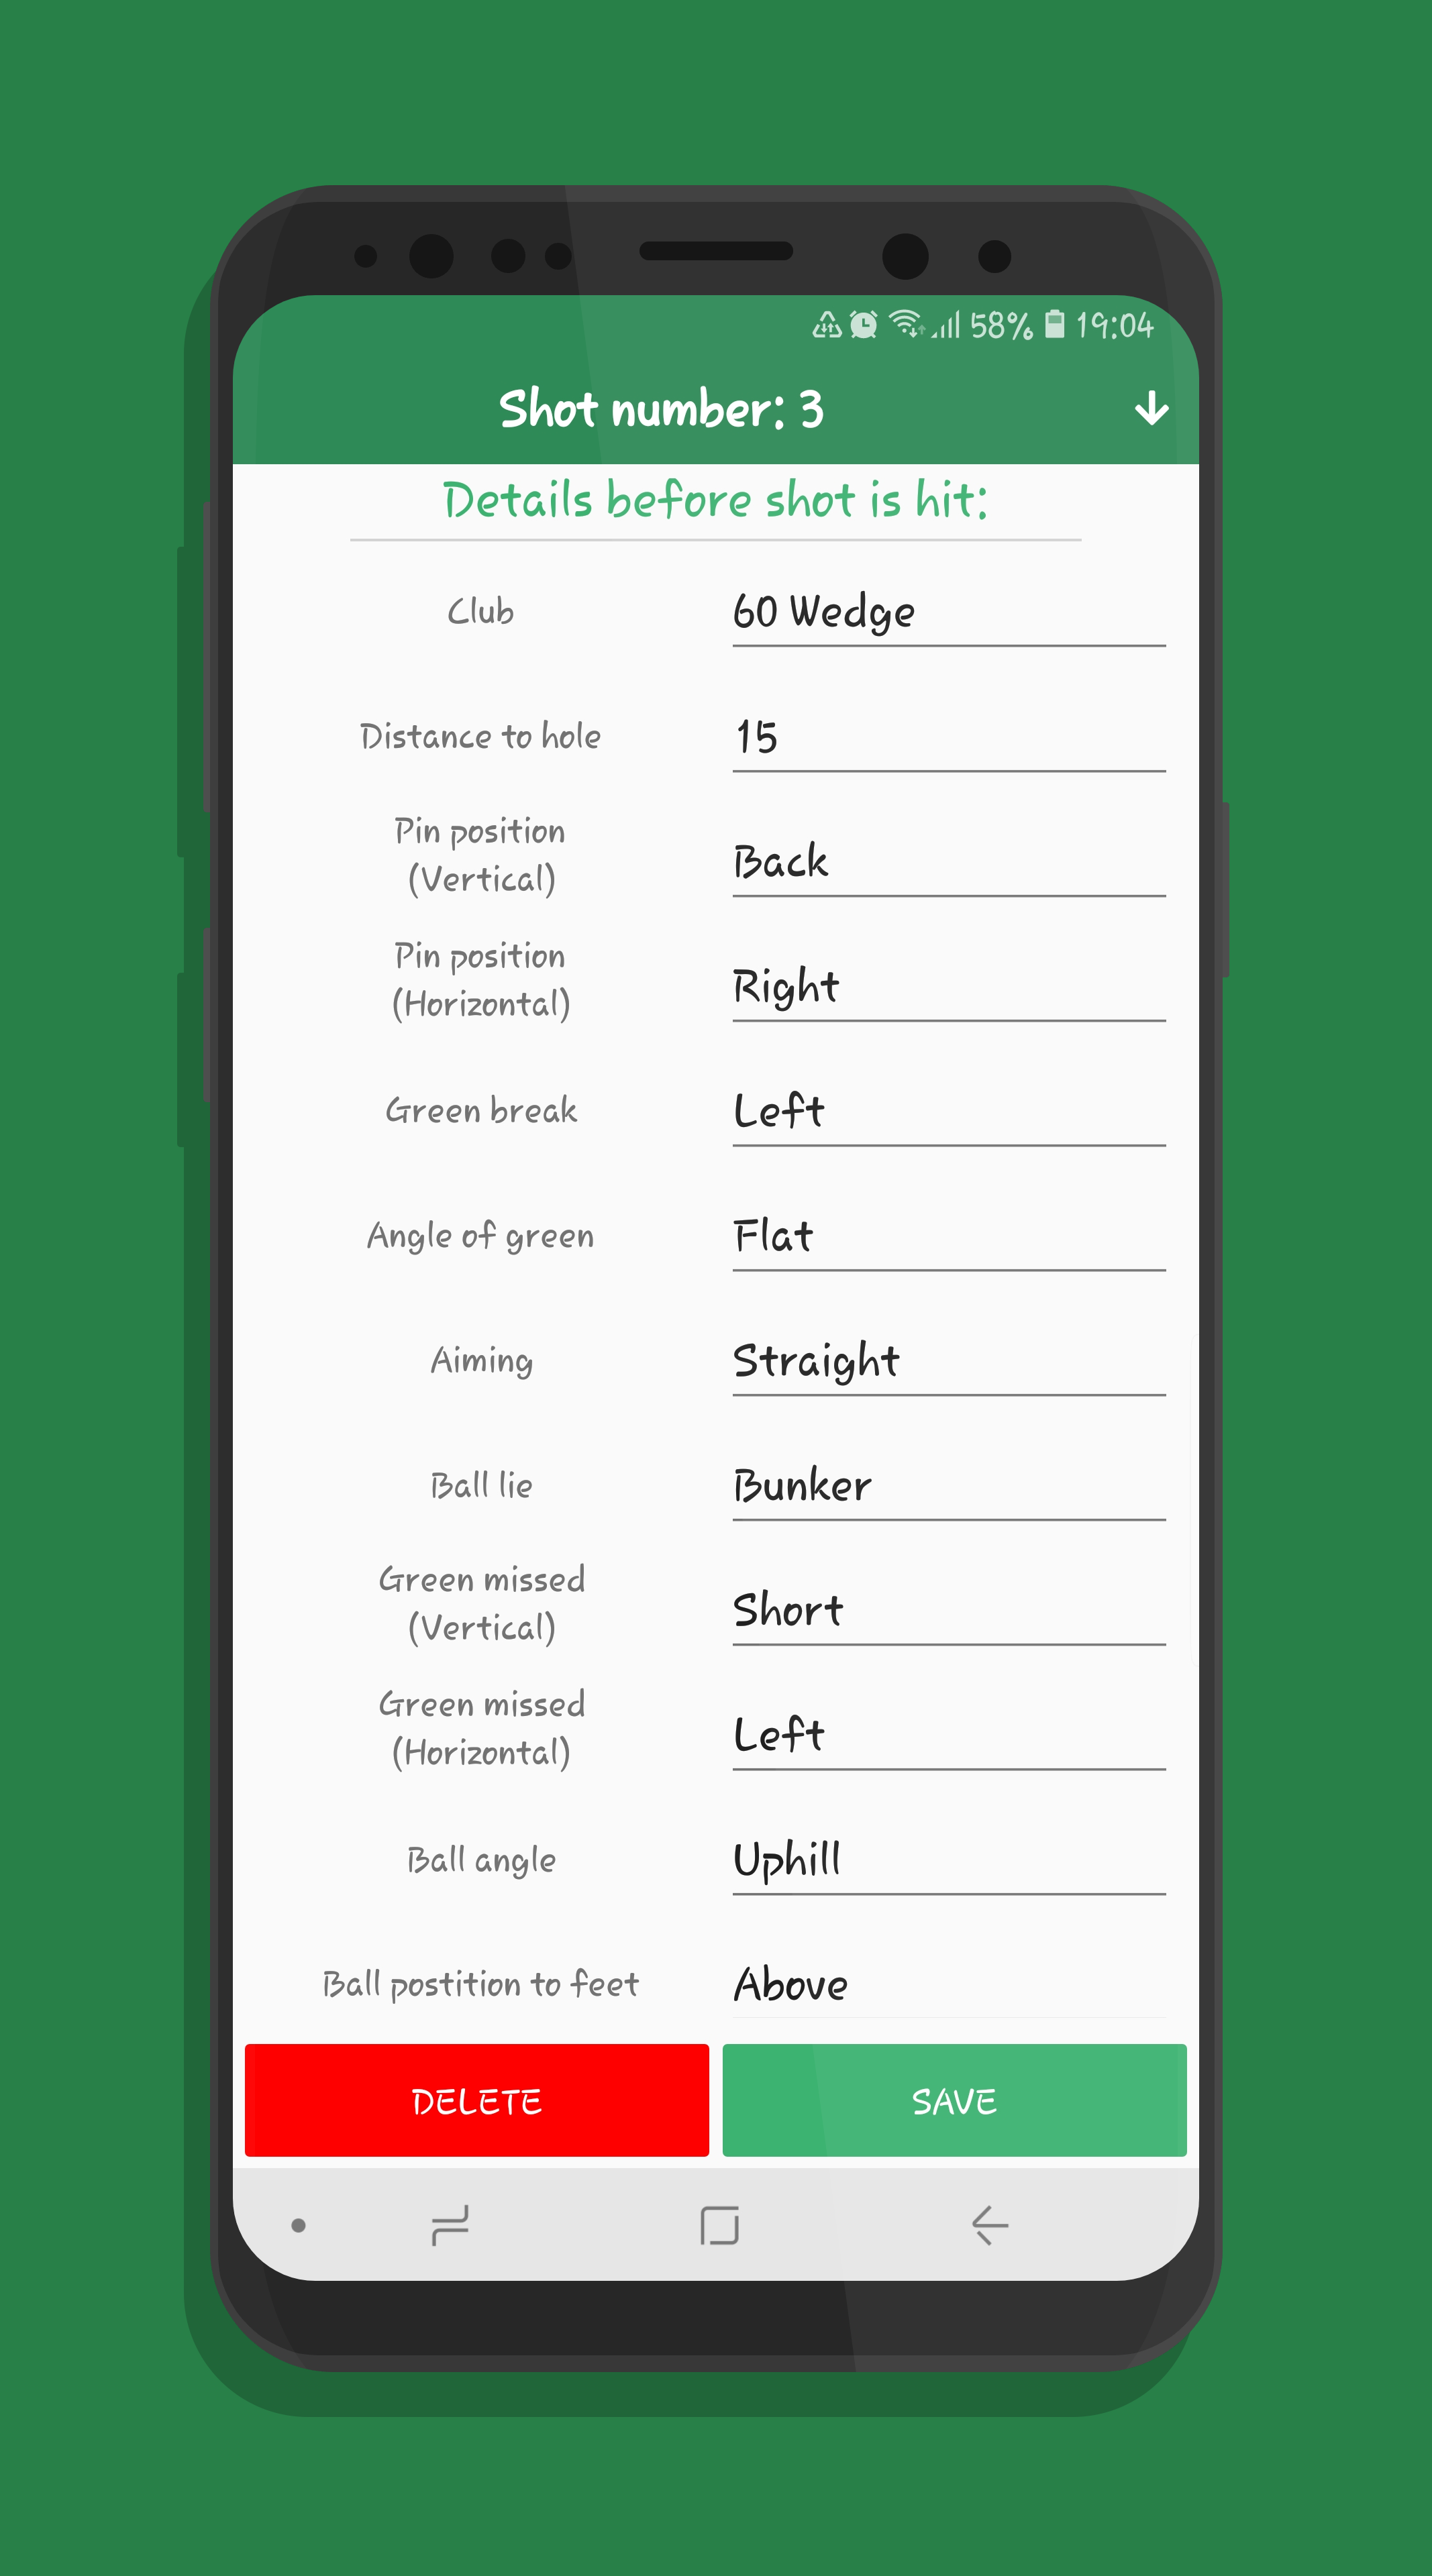 58% 19:04
Shot number: 3
Details before shot is hit:
Club 60 Wedge
Distance to hole 15
Pin position
(Vertical) Back
Pin position
(Horizontal) Right
Green break Left
Angle of green Flat
Aiming Straight
Ball lie Bunker
Green missed
(Vertical) Short
Green missed
(Horizontal) Left
Ball angle Uphill
Ball postition to feet Above
DELETE SAVE